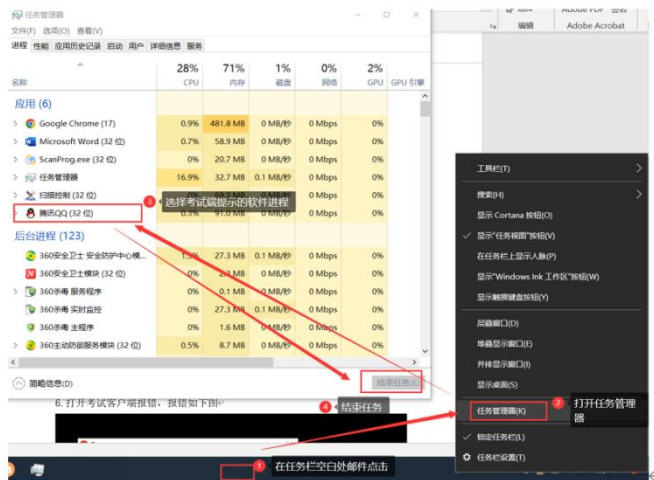 任务管理器
文件(F) 选项(O) 查看(V)
进程 性能 应用历史记录 启动 用户 详细信息 服务
28% 71% 1% 0% 2%
名称 CPU 内存 磁盘 网络 GPU GPU 引擎
应用 (6)
Google Chrome (17) 0.9% 481.8 MB 0 MB/秒 0 Mbps 0%
Microsoft Word (32 位) 0.7% 58.9 MB 0 MB/秒 0 Mbps 0%
ScanProg.exe (32 位) 0% 20.7 MB 0 MB/秒 0 Mbps 0%
任务管理器 16.9% 32.7 MB 0.1 MB/秒 0 Mbps 0%
扫描控制 (32 位) 0% 0%
3 选择考试端提示的软件进程
腾讯QQ (32 位) 0.3% 91.0 MB 0 MB/秒 0 Mbps 0%
后台进程 (123)
360安全卫士 安全防护中心模... 27.3 MB 0.1 MB/秒 0 Mbps 0%
360安全卫士模块 (32 位) 0% 0 MB/秒 0 Mbps 0%
360杀毒 服务程序 0% 0.1 MB 0 MB/秒 0 Mbps 0%
360杀毒 实时监控 0% 27.3 MB 0.1 MB/秒 0 Mbps 0%
360杀毒 主程序 0% 1.6 MB 0 MB/秒 0 Mbps 0%
360主动防御服务模块 (32 位) 0.5% 8.7 MB 0 MB/秒 0 Mbps 0%
简略信息(D) 结束任务(E)
4 结束任务
6. 打开考试客户端报错，报错如下图
编辑 Adobe Acrobat
工具栏(T)
搜索(H)
显示 Cortana 按钮(O)
显示"任务视图"按钮(V)
在任务栏上显示人脉(P)
显示"Windows Ink 工作区"按钮(W)
显示触摸键盘按钮(Y)
层叠窗口(D)
堆叠显示窗口(E)
并排显示窗口(I)
显示桌面(S)
任务管理器(K)
2 打开任务管理
器
锁定任务栏(L)
任务栏设置(T)
1 在任务栏空白处邮件点击